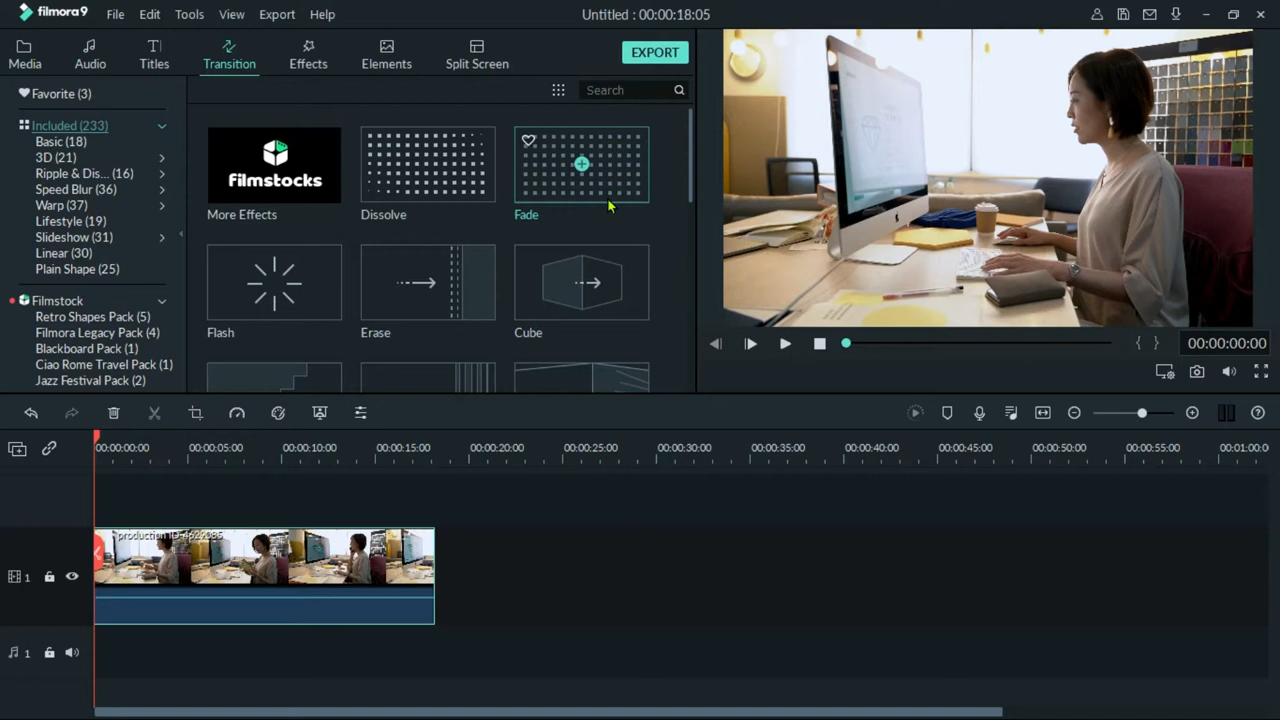 filmora9 File Edit Tools View Export Help Untitled : 00:00:18:05
Media Audio Titles Transition Effects Elements Split Screen EXPORT
Favorite (3)
Search
Included (233)
Basic (18)
3D (21)
Ripple & Dis... (16)
Speed Blur (36)
Warp (37)
Lifestyle (19)
Slideshow (31)
Linear (30)
Plain Shape (25)
Filmstock
Retro Shapes Pack (5)
Filmora Legacy Pack (4)
Blackboard Pack (1)
Ciao Rome Travel Pack (1)
Jazz Festival Pack (2)
filmstocks
More Effects Dissolve Fade
Flash Erase Cube
{ } 00:00:00:00
00:00:00:00 00:00:05:00 00:00:10:00 00:00:15:00 00:00:20:00 00:00:25:00 00:00:30:00 00:00:35:00 00:00:40:00 00:00:45:00 00:00:50:00 00:00:55:00 00:01:00:0
production ID-4629085
1
1